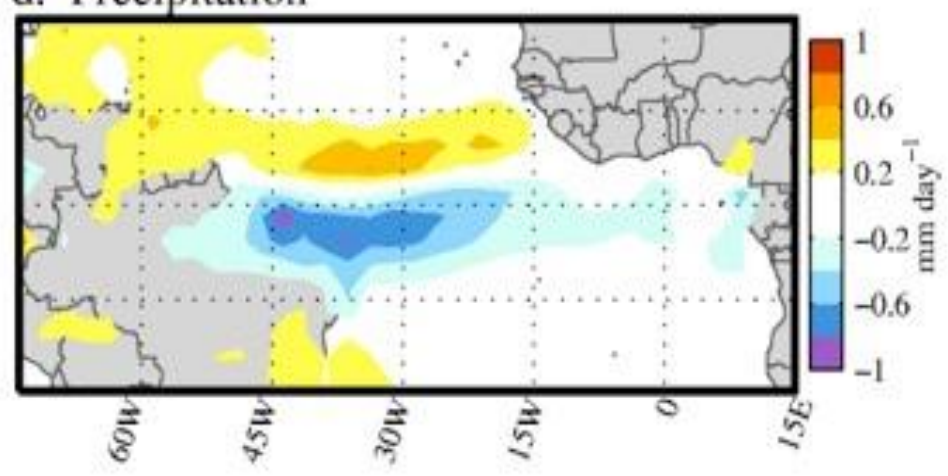 d. Precipitation
1
0.6
0.2
-0.2
-0.6
-1
mm day⁻¹
60W
45W
30W
15W
0
15E